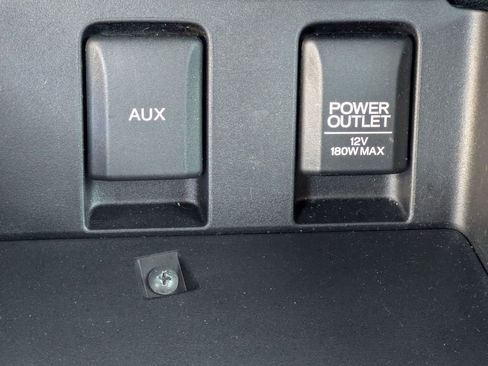 AUX
POWER
OUTLET
12V
180W MAX